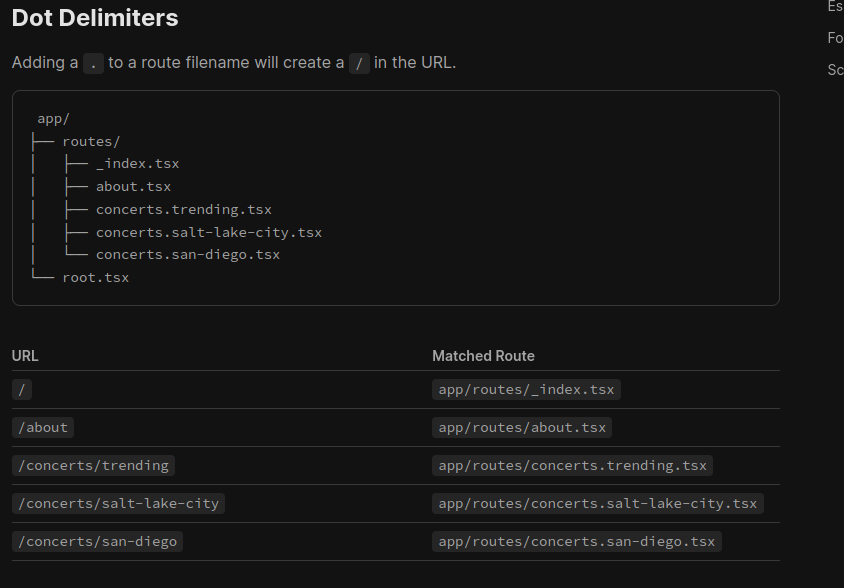 Dot Delimiters
Es
Adding a . to a route filename will create a / in the URL.
Fo
Sc
app/
├── routes/
│   ├── _index.tsx
│   ├── about.tsx
│   ├── concerts.trending.tsx
│   ├── concerts.salt-lake-city.tsx
│   └── concerts.san-diego.tsx
└── root.tsx
URL Matched Route
/ app/routes/_index.tsx
/about app/routes/about.tsx
/concerts/trending app/routes/concerts.trending.tsx
/concerts/salt-lake-city app/routes/concerts.salt-lake-city.tsx
/concerts/san-diego app/routes/concerts.san-diego.tsx